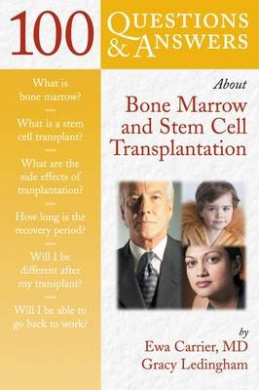 100 QUESTIONS
& ANSWERS
About
Bone Marrow
and Stem Cell
Transplantation
What is
bone marrow?
What is a stem
cell transplant?
What are the
side effects of
tranplantation?
How long is the
recovery period?
Will I be
different after
my transplant?
Will I be able to
go back to work?
by
Ewa Carrier, MD
Gracy Ledingham